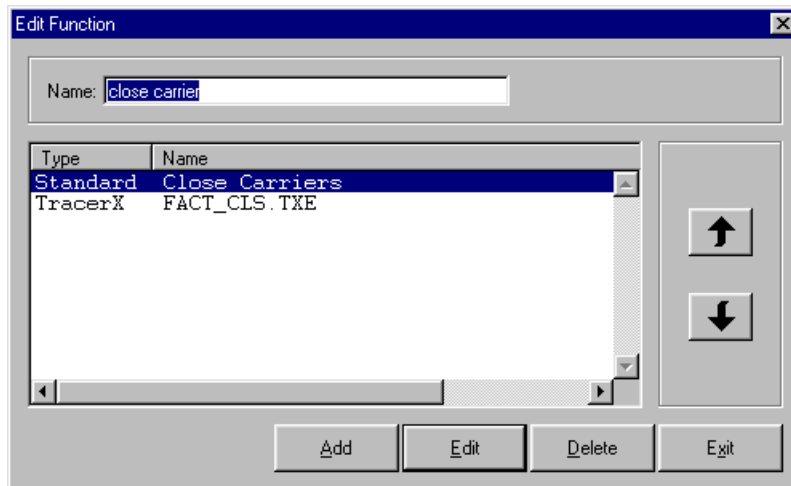 Edit Function
Name: close carrier
Type Name
Standard Close Carriers
TracerX FACT_CLS.TXE
Add Edit Delete Exit